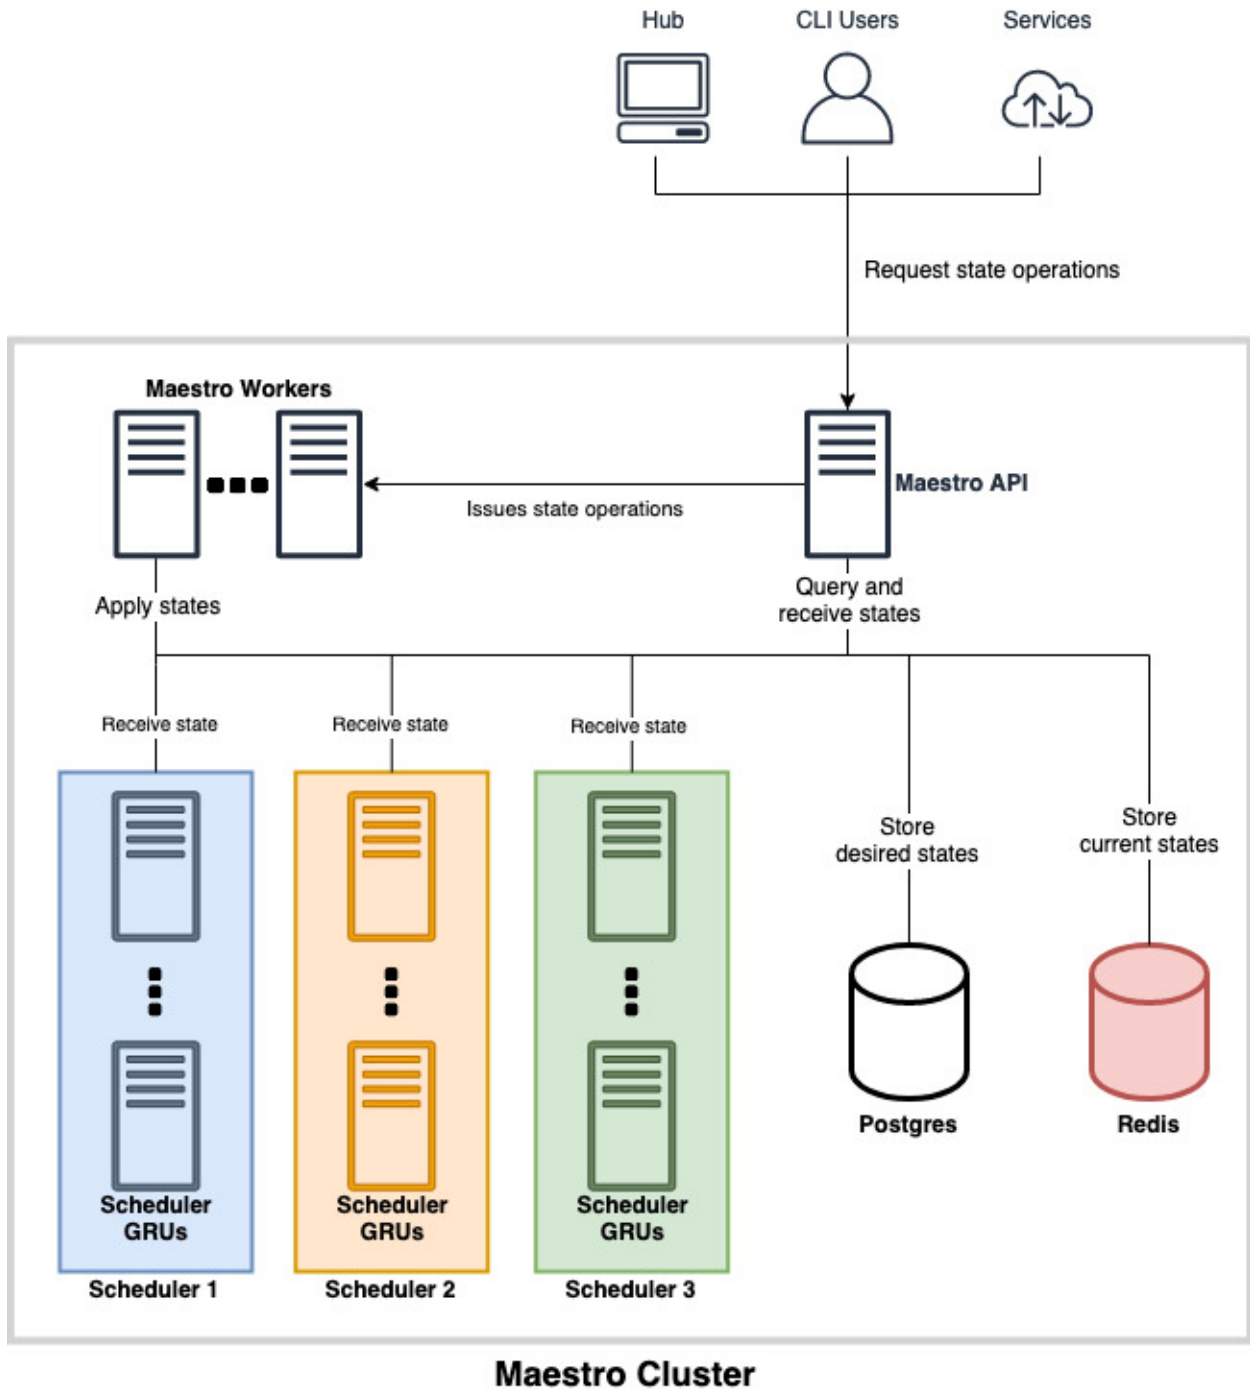 Hub
CLI Users
Services
Request state operations
Maestro Workers
Maestro API
Issues state operations
Apply states
Query and
receive states
Receive state
Receive state
Receive state
Store
desired states
Store
current states
Postgres
Redis
Scheduler
GRUs
Scheduler
GRUs
Scheduler
GRUs
Scheduler 1
Scheduler 2
Scheduler 3
Maestro Cluster